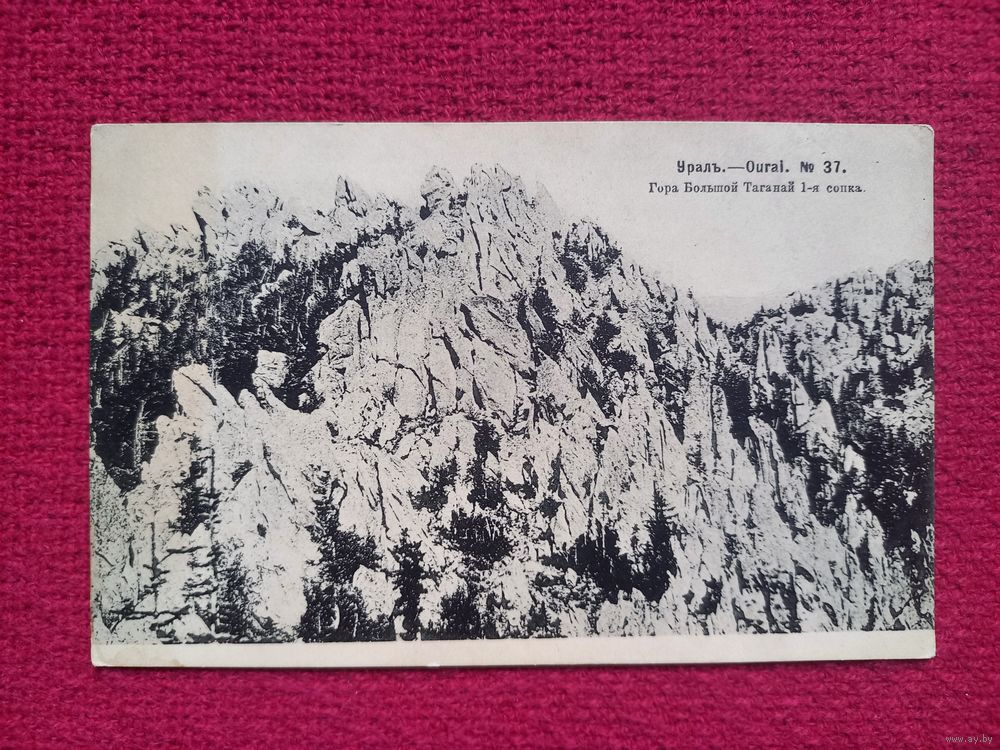 Уралъ.—Oural. № 37.
Гора Большой Таганай 1-я сопка.
www.ay.by